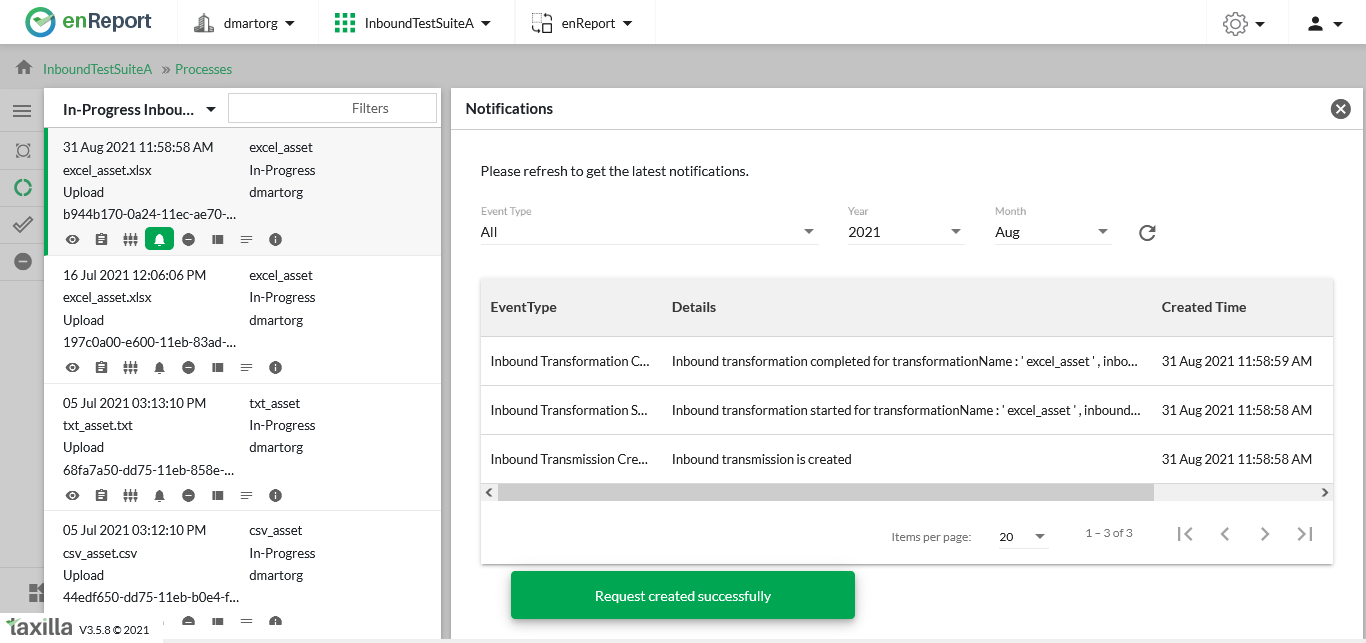 enReport
dmartorg
InboundTestSuiteA
enReport
InboundTestSuiteA » Processes
In-Progress Inbou...
Filters
31 Aug 2021 11:58:58 AM excel_asset
excel_asset.xlsx In-Progress
Upload dmartorg
b944b170-0a24-11ec-ae70-...
16 Jul 2021 12:06:06 PM excel_asset
excel_asset.xlsx In-Progress
Upload dmartorg
197c0a00-e600-11eb-83ad-...
05 Jul 2021 03:13:10 PM txt_asset
txt_asset.txt In-Progress
Upload dmartorg
68fa7a50-dd75-11eb-858e-...
05 Jul 2021 03:12:10 PM csv_asset
csv_asset.csv In-Progress
Upload dmartorg
44edf650-dd75-11eb-b0e4-f...
taxilla V3.5.8 © 2021
Notifications
Please refresh to get the latest notifications.
Event Type Year Month
All 2021 Aug
EventType Details Created Time
Inbound Transformation C... Inbound transformation completed for transformationName : ' excel_asset ' , inbo... 31 Aug 2021 11:58:59 AM
Inbound Transformation S... Inbound transformation started for transformationName : ' excel_asset ' , inbound... 31 Aug 2021 11:58:58 AM
Inbound Transmission Cre... Inbound transmission is created 31 Aug 2021 11:58:58 AM
Items per page: 20 1 – 3 of 3
Request created successfully